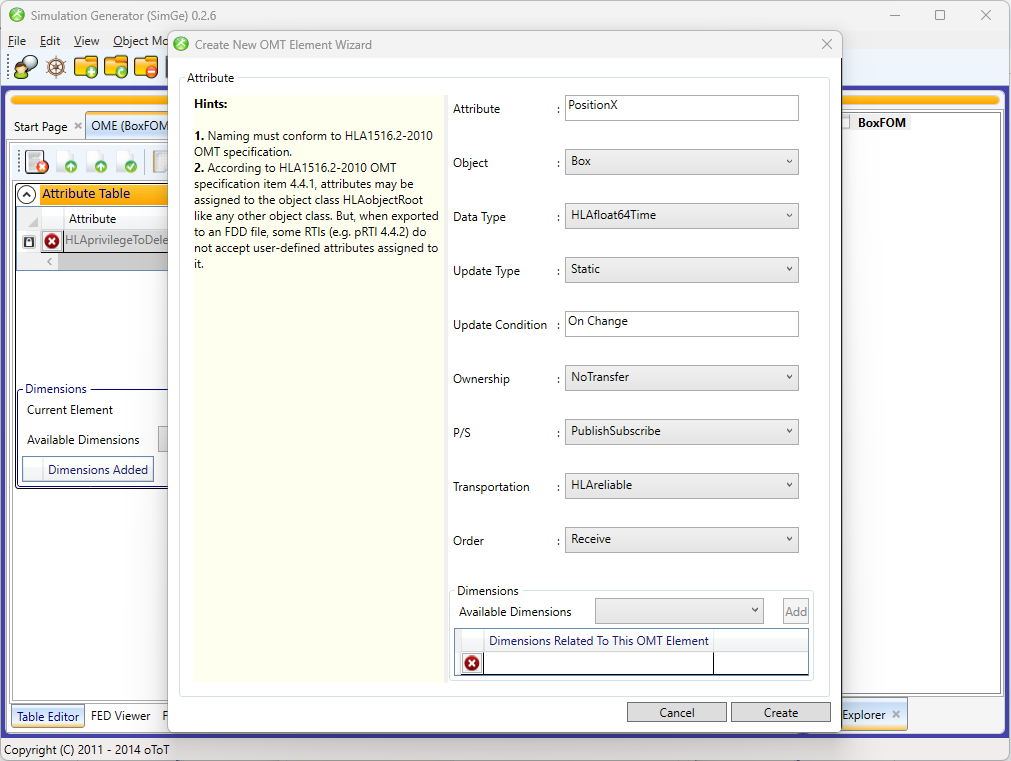 Simulation Generator (SimGe) 0.2.6
File Edit View Object Mo
Create New OMT Element Wizard
Start Page
OME (BoxFOM
Attribute Table
Attribute
HLAprivilegeToDele
Dimensions
Current Element
Available Dimensions
Dimensions Added
Table Editor
FED Viewer
F
Attribute
Hints:
1. Naming must conform to HLA1516.2-2010
OMT specification.
2. According to HLA1516.2-2010 OMT
specification item 4.4.1, attributes may be
assigned to the object class HLAobjectRoot
like any other object class. But, when exported
to an FDD file, some RTIs (e.g. pRTI 4.4.2) do
not accept user-defined attributes assigned to
it.
Attribute : PositionX
Object : Box
Data Type : HLAfloat64Time
Update Type : Static
Update Condition : On Change
Ownership : NoTransfer
P/S : PublishSubscribe
Transportation : HLAreliable
Order : Receive
Dimensions
Available Dimensions Add
Dimensions Related To This OMT Element
Cancel Create
BoxFOM
Explorer
Copyright (C) 2011 - 2014 oToT